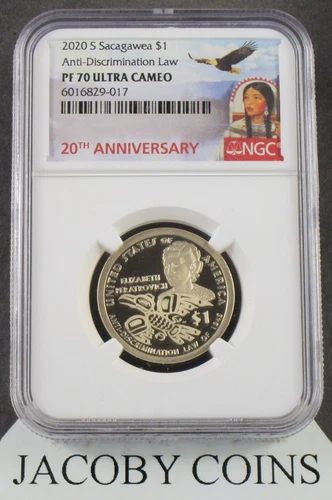 2020 S Sacagawea $1
Anti-Discrimination Law
PF 70 ULTRA CAMEO
6016829-017
20TH ANNIVERSARY
NGC
UNITED STATES OF AMERICA
ELIZABETH
PERATROVICH
$1
ANTI-DISCRIMINATION LAW OF 1945
JACOBY COINS